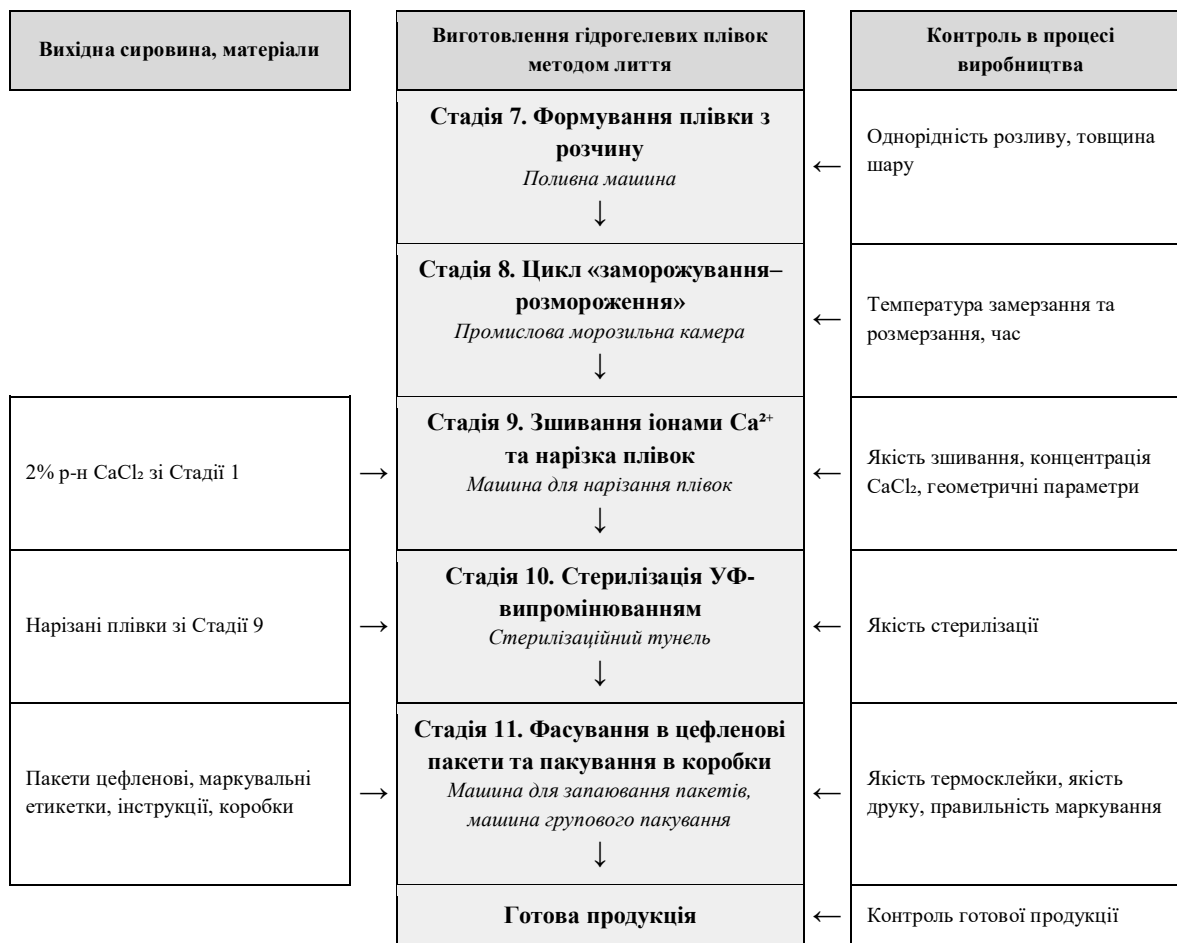 Вихідна сировина, матеріали
Виготовлення гідрогелевих плівок
методом лиття
Контроль в процесі
виробництва
Стадія 7. Формування плівки з
розчину
Поливна машина
↓
←
Однорідність розливу, товщина
шару
Стадія 8. Цикл «заморожування–
розмороження»
Промислова морозильна камера
↓
←
Температура замерзання та
розмерзання, час
2% р-н CaCl₂ зі Стадії 1
→
Стадія 9. Зшивання іонами Ca²⁺
та нарізка плівок
Машина для нарізання плівок
↓
←
Якість зшивання, концентрація
CaCl₂, геометричні параметри
Нарізані плівки зі Стадії 9
→
Стадія 10. Стерилізація УФ-
випромінюванням
Стерилізаційний тунель
↓
←
Якість стерилізації
Пакети цефленові, маркувальні
етикетки, інструкції, коробки
→
Стадія 11. Фасування в цефленові
пакети та пакування в коробки
Машина для запаювання пакетів,
машина групового пакування
↓
←
Якість термосклейки, якість
друку, правильність маркування
Готова продукція
←
Контроль готової продукції